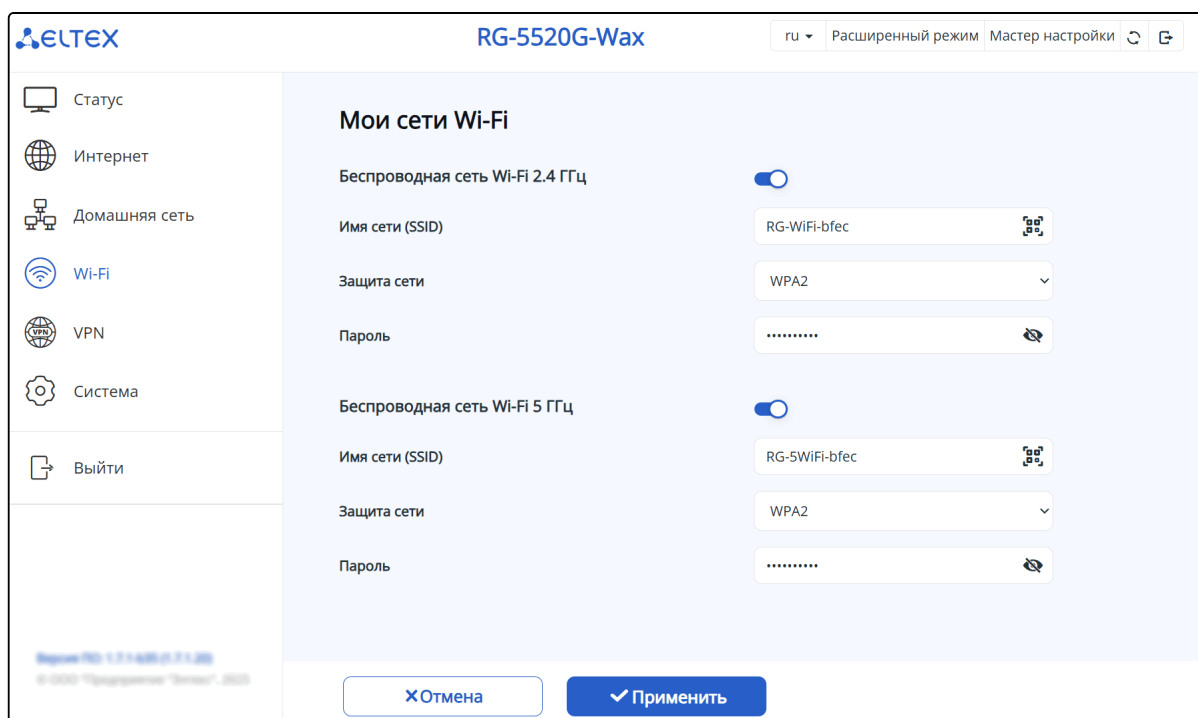 ELTEX
RG-5520G-Wax
ru
Расширенный режим
Мастер настройки
Статус
Интернет
Домашняя сеть
Wi-Fi
VPN
Система
Выйти
Мои сети Wi-Fi
Беспроводная сеть Wi-Fi 2.4 ГГц
Имя сети (SSID) RG-WiFi-bfec
Защита сети WPA2
Пароль ••••••••••
Беспроводная сеть Wi-Fi 5 ГГц
Имя сети (SSID) RG-5WiFi-bfec
Защита сети WPA2
Пароль ••••••••••
Отмена
Применить